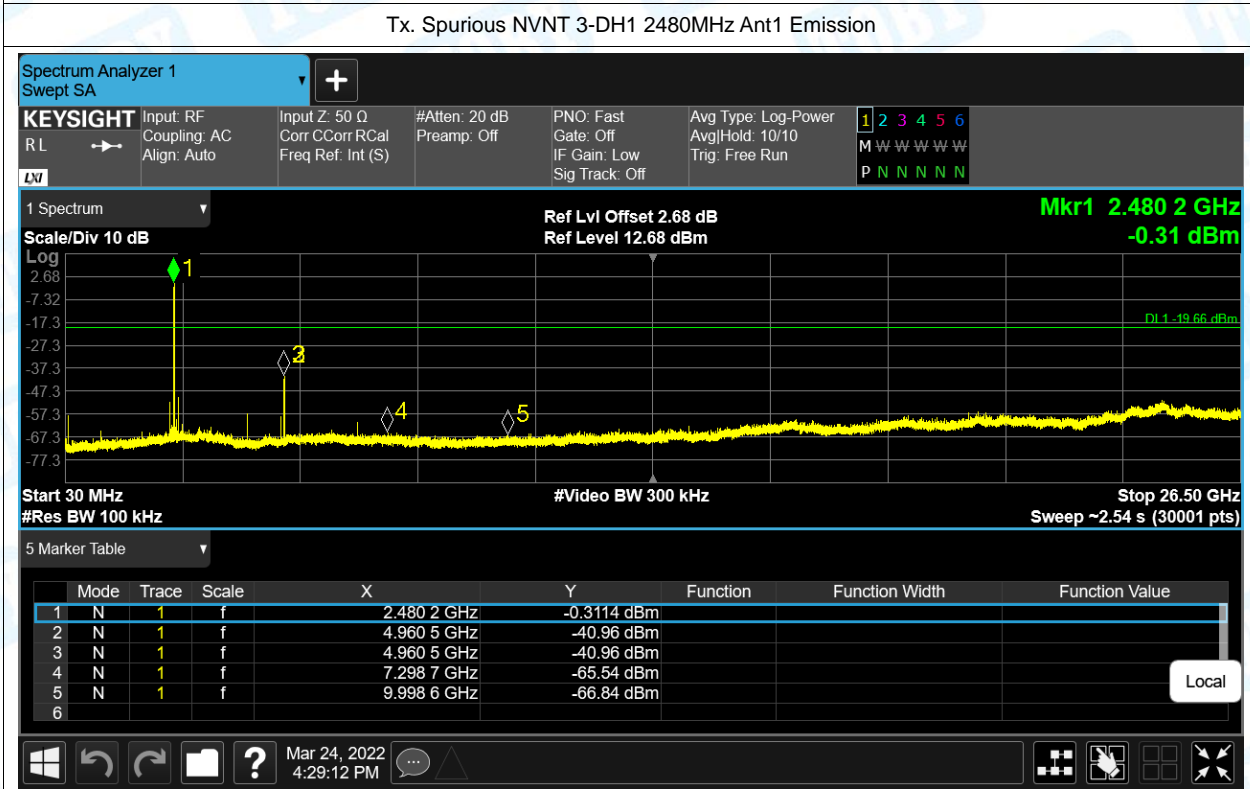 Tx. Spurious NVNT 3-DH1 2480MHz Ant1 Emission
Spectrum Analyzer 1
Swept SA
KEYSIGHT
RL
LXI
Input: RF
Coupling: AC
Align: Auto
Input Z: 50 Ω
Corr CCorr RCal
Freq Ref: Int (S)
#Atten: 20 dB
Preamp: Off
PNO: Fast
Gate: Off
IF Gain: Low
Sig Track: Off
Avg Type: Log-Power
Avg|Hold: 10/10
Trig: Free Run
1 2 3 4 5 6
M W W W W W
P N N N N N
1 Spectrum
Scale/Div 10 dB
Ref Lvl Offset 2.68 dB
Ref Level 12.68 dBm
Mkr1 2.480 2 GHz
-0.31 dBm
Log
2.68
-7.32
-17.3
-27.3
-37.3
-47.3
-57.3
-67.3
-77.3
1
3
4
5
DL1 -19.66 dBm
Start 30 MHz
#Res BW 100 kHz
#Video BW 300 kHz
Stop 26.50 GHz
Sweep ~2.54 s (30001 pts)
5 Marker Table
Mode Trace Scale X Y Function Function Width Function Value
1 N 1 f 2.480 2 GHz -0.3114 dBm
2 N 1 f 4.960 5 GHz -40.96 dBm
3 N 1 f 4.960 5 GHz -40.96 dBm
4 N 1 f 7.298 7 GHz -65.54 dBm
5 N 1 f 9.998 6 GHz -66.84 dBm
6
Local
?
Mar 24, 2022
4:29:12 PM